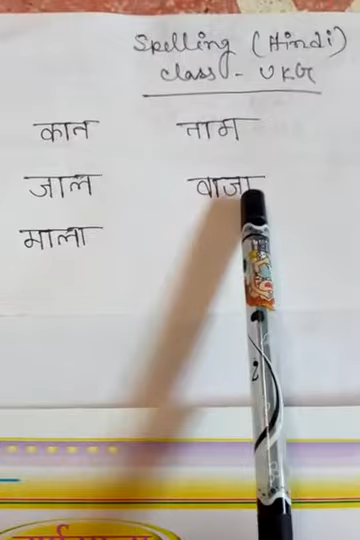 Spelling (Hindi)
Class - UKG
कान नाम
जाल बाजा
माला